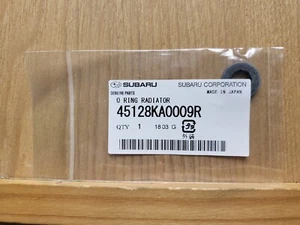 SUBARU
SUBARU CORPORATION
GENUINE PARTS
MADE IN JAPAN
O RING RADIATOR
45128KA0009R
QTY 1 1803 G